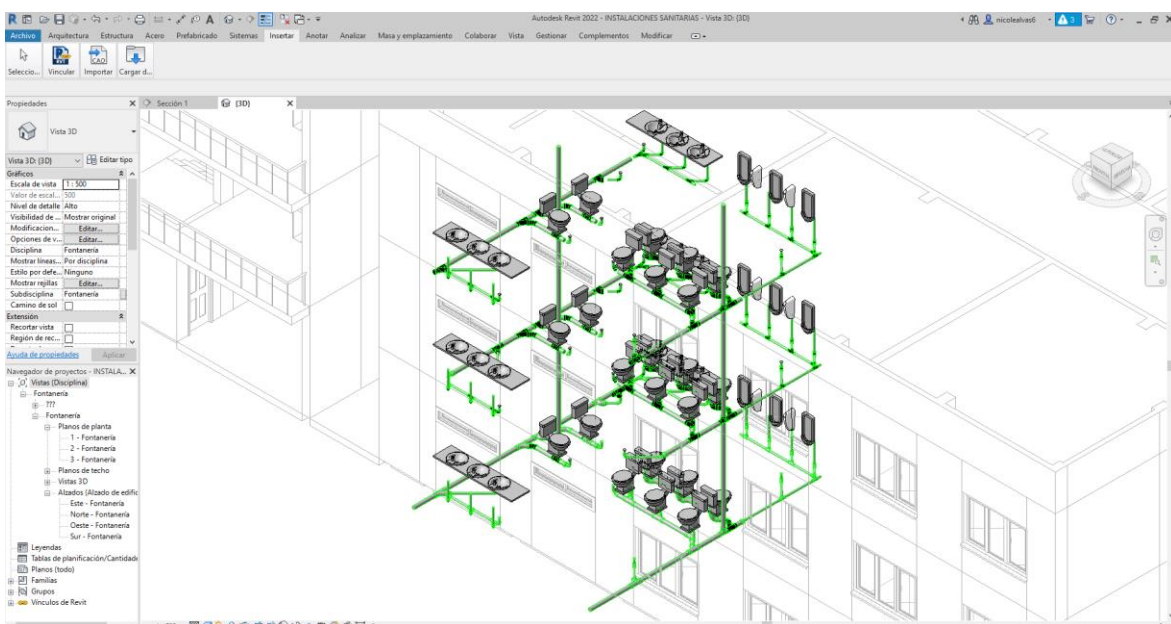 Autodesk Revit 2022 - INSTALACIONES SANITARIAS - Vista 3D: {3D}
nicolealvas6
3
Archivo Arquitectura Estructura Acero Prefabricado Sistemas Insertar Anotar Analizar Masa y emplazamiento Colaborar Vista Gestionar Complementos Modificar
RVT
CAD
Seleccio... Vincular Importar Cargar d...
Propiedades
Sección 1
{3D}
Vista 3D
Vista 3D: {3D}
Editar tipo
Gráficos
Escala de vista 1 : 500
Valor de escal... 500
Nivel de detalle Alto
Visibilidad de ... Mostrar original
Modificacion... Editar...
Opciones de v... Editar...
Disciplina Fontanería
Mostrar líneas... Por disciplina
Estilo por defe... Ninguno
Mostrar rejillas Editar...
Subdisciplina Fontanería
Camino de sol
Extensión
Recortar vista
Región de rec...
Ayuda de propiedades
Aplicar
Navegador de proyectos - INSTALA...
Vistas (Disciplina)
Fontanería
???
Fontanería
Planos de planta
1 - Fontanería
2 - Fontanería
3 - Fontanería
Planos de techo
Vistas 3D
Alzados (Alzado de edific
Este - Fontanería
Norte - Fontanería
Oeste - Fontanería
Sur - Fontanería
Leyendas
Tablas de planificación/Cantidade
Planos (todo)
Familias
Grupos
Vínculos de Revit